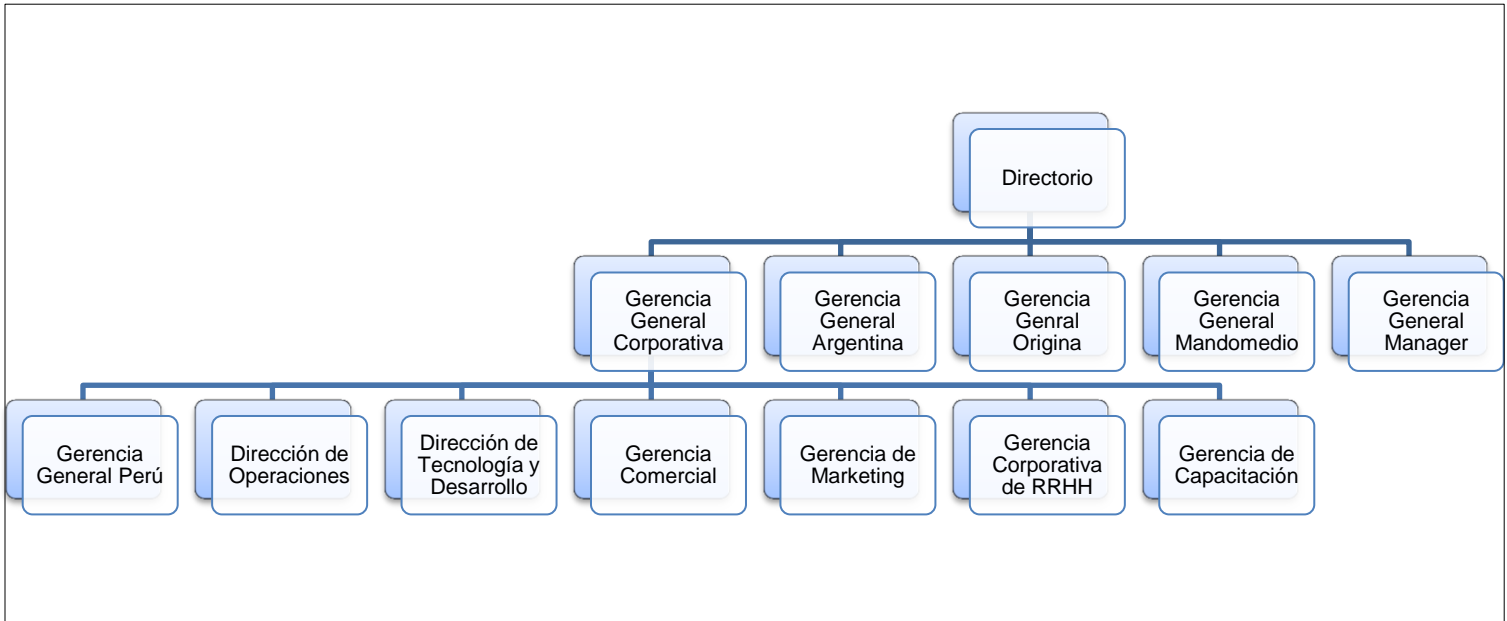 Directorio
Gerencia
General
Corporativa
Gerencia
General
Argentina
Gerencia
Genral
Origina
Gerencia
General
Mandomedio
Gerencia
General
Manager
Gerencia
General Perú
Dirección de
Operaciones
Dirección de
Tecnología y
Desarrollo
Gerencia
Comercial
Gerencia de
Marketing
Gerencia
Corporativa
de RRHH
Gerencia de
Capacitación